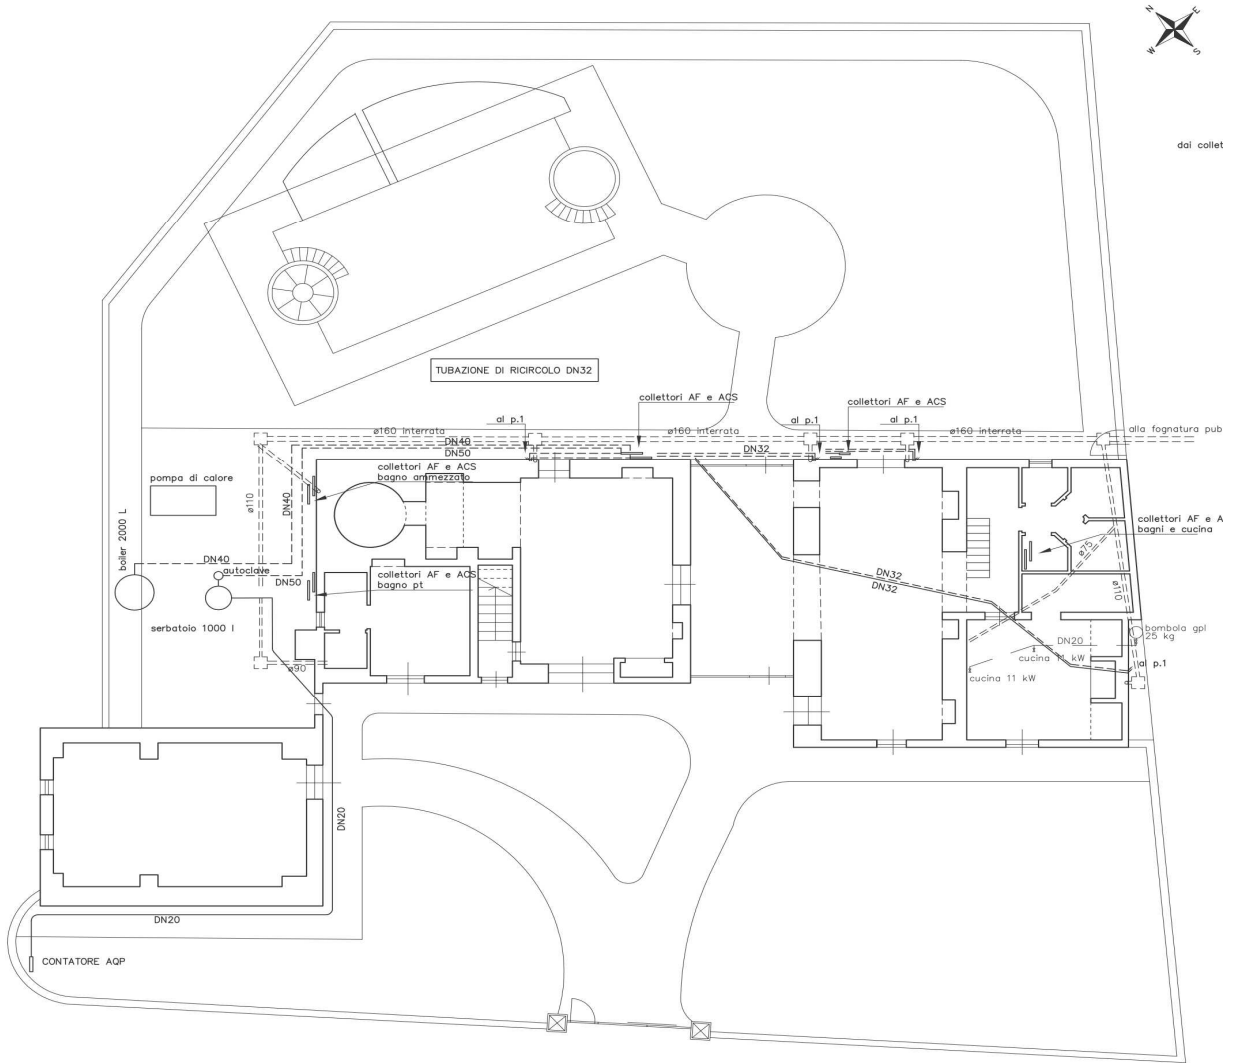 N
E
W
S
dai collet
TUBAZIONE DI RICIRCOLO DN32
collettori AF e ACS
collettori AF e ACS
al p.1
al p.1
al p.1
ø160 interrata
ø160 interrata
ø160 interrata
alla fognatura pub
DN40
DN50
DN32
collettori AF e ACS
bagno ammezzato
pompa di calore
ø110
DN40
boiler 2000 l
collettori AF e A
bagni e cucina
ø75
DN40
autoclave
DN50
collettori AF e ACS
bagno pt
DN32
DN32
ø110
serbatoio 1000 l
bombola gpl
25 kg
DN20
cucina 11 kW
al p.1
ø90
cucina 11 kW
DN20
DN20
CONTATORE AQP